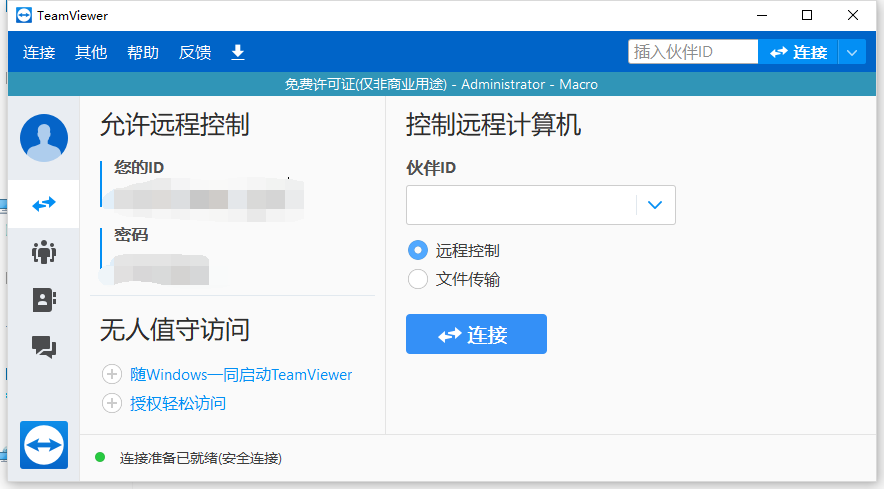 TeamViewer
连接 其他 帮助 反馈
插入伙伴ID
连接
免费许可证(仅非商业用途) - Administrator - Macro
允许远程控制
您的ID
密码
无人值守访问
随Windows一同启动TeamViewer
授权轻松访问
控制远程计算机
伙伴ID
远程控制
文件传输
连接
连接准备已就绪(安全连接)